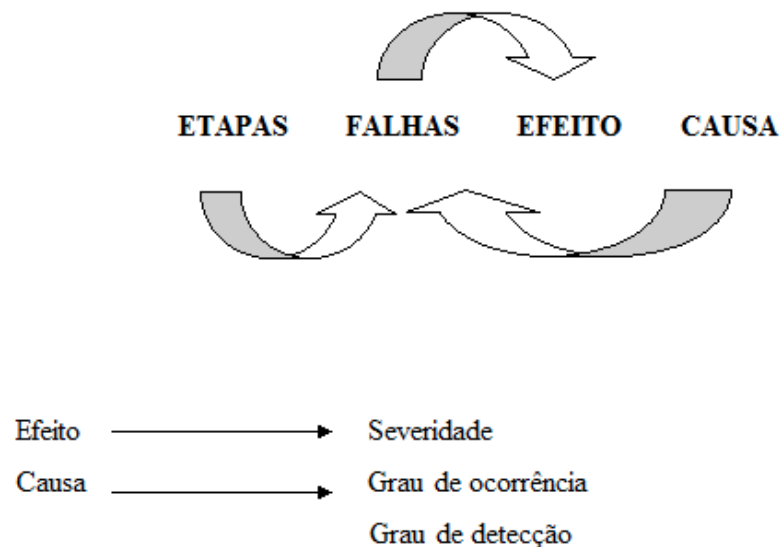 ETAPAS FALHAS EFEITO CAUSA
Efeito Severidade
Causa Grau de ocorrência
Grau de detecção